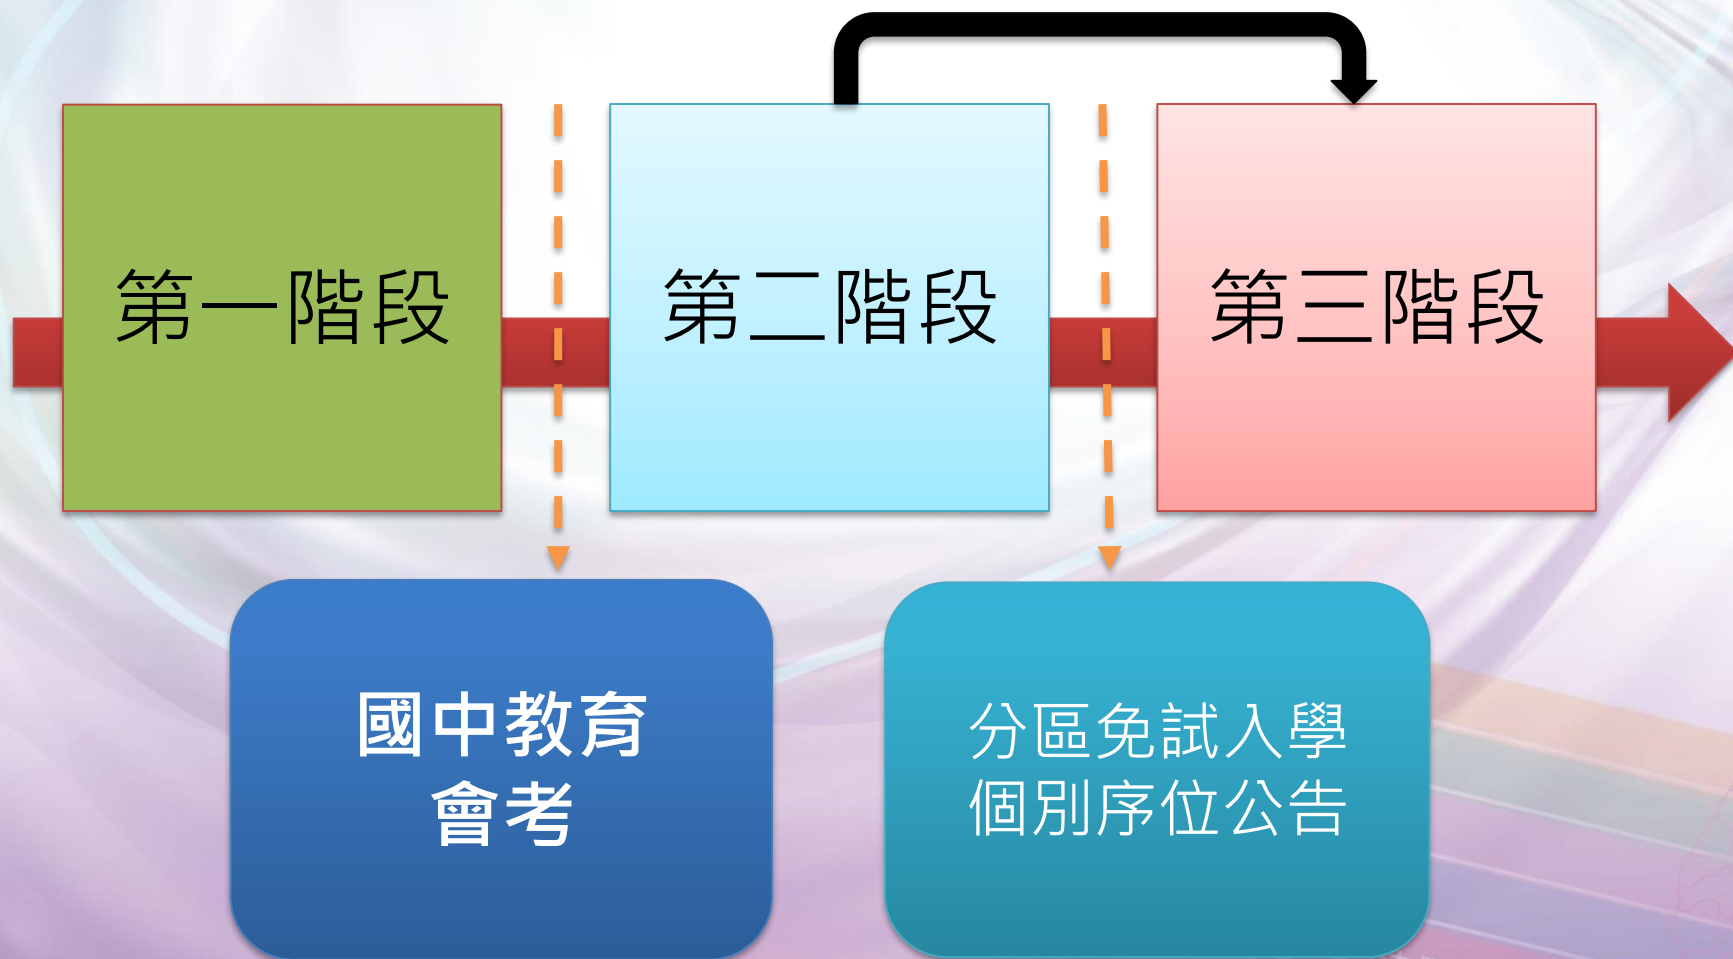 第一階段
第二階段
第三階段
國中教育
會考
分區免試入學
個別序位公告